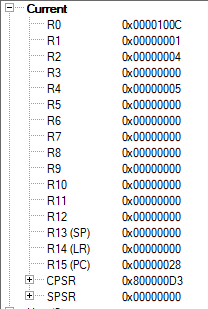 Current
R0 0x0000100C
R1 0x00000001
R2 0x00000004
R3 0x00000000
R4 0x00000005
R5 0x00000000
R6 0x00000000
R7 0x00000000
R8 0x00000000
R9 0x00000000
R10 0x00000000
R11 0x00000000
R12 0x00000000
R13 (SP) 0x00000000
R14 (LR) 0x00000000
R15 (PC) 0x00000028
CPSR 0x800000D3
SPSR 0x00000000